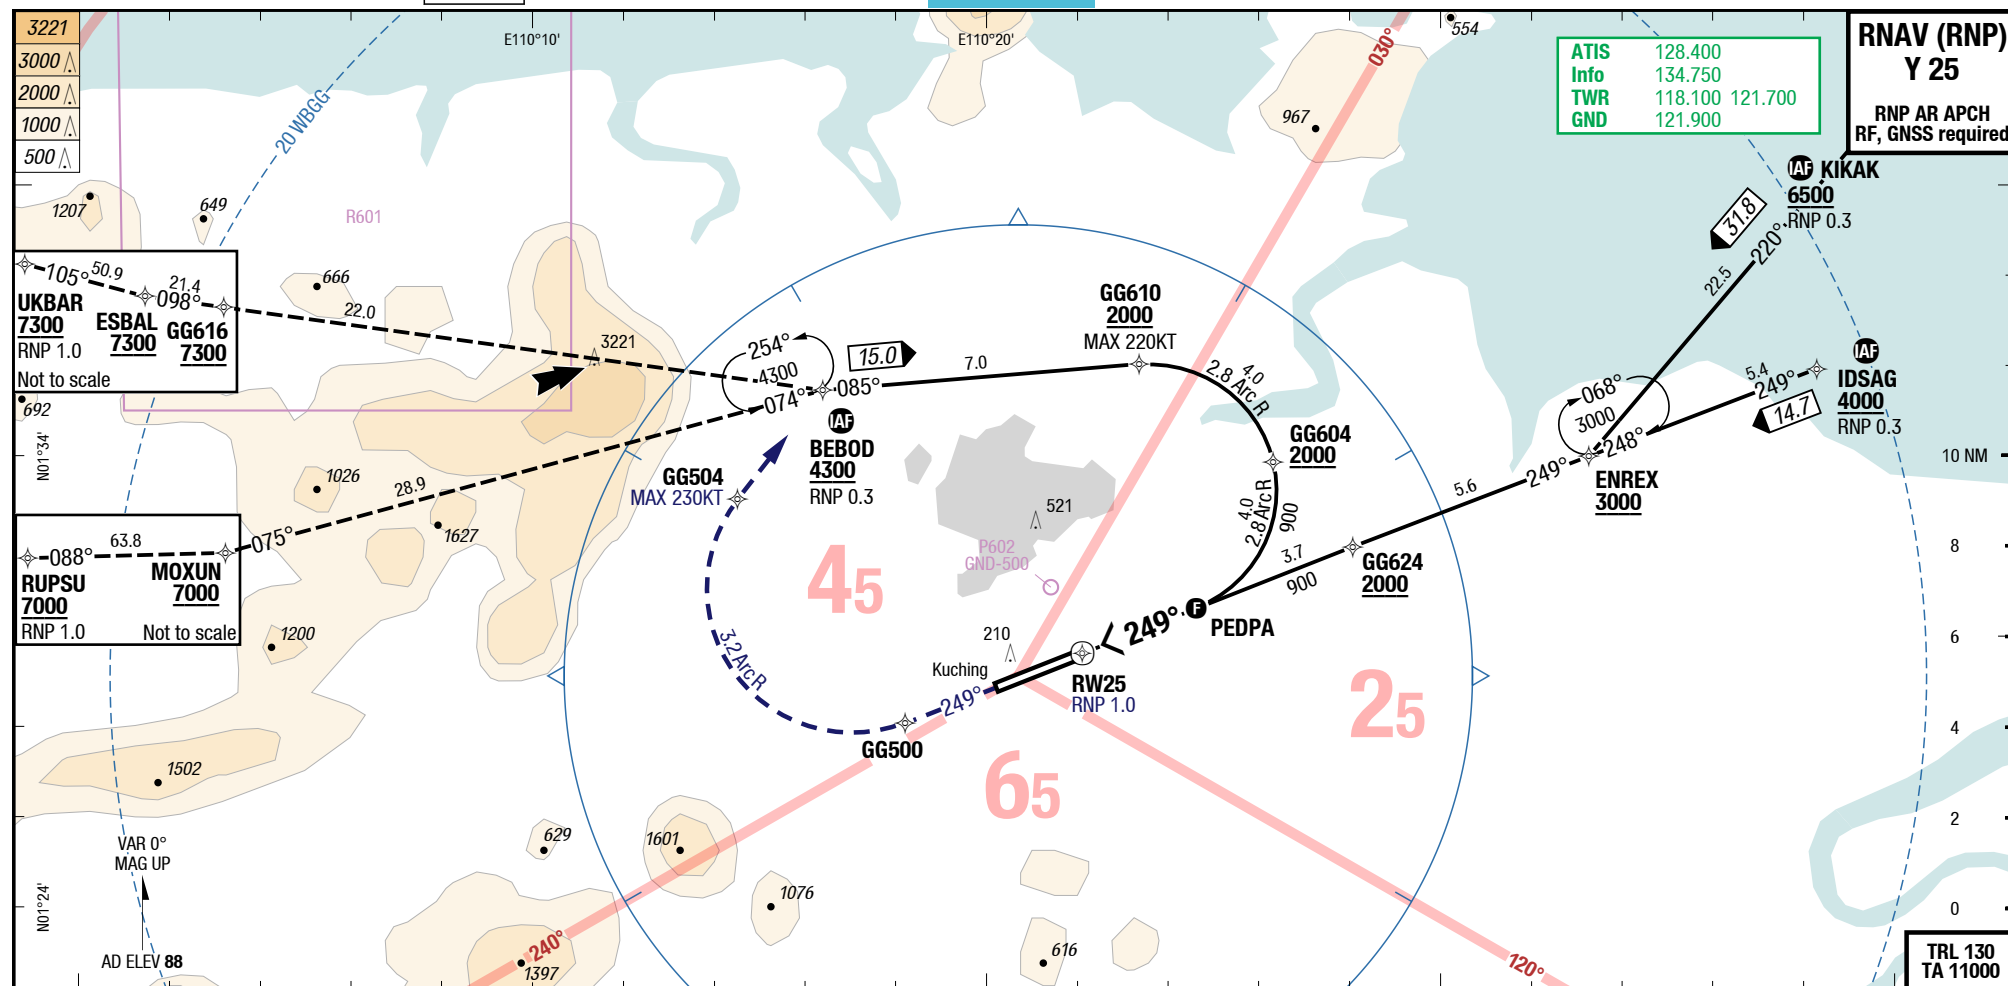 3221
3000
2000
1000
500
E110°10'
E110°20'
030°
554
ATIS 128.400
Info 134.750
TWR 118.100 121.700
GND 121.900
RNAV (RNP)
Y 25
RNP AR APCH
RF, GNSS required
20 WBGG
967
IAF KIKAK
6500
RNP 0.3
31.8
220°
22.5
1207
649
R601
666
105° 50.9
098° 21.4
22.0
UKBAR
7300
RNP 1.0
ESBAL
7300
GG616
7300
Not to scale
692
3221
254°
4300
074°
15.0
085°
7.0
GG610
2000
MAX 220KT
4.0
2.8 Arc R
IAF
BEBOD
4300
RNP 0.3
GG604
2000
4.0
2.8 Arc R
900
IAF
IDSAG
4000
RNP 0.3
5.4
249°
14.7
068°
3000
248°
249°
ENREX
3000
5.6
10 NM
N01°34'
1026
28.9
1627
GG504
MAX 230KT
521
P602
GND-500
45
3.7
900
GG624
2000
8
088° 63.8
075°
RUPSU
7000
RNP 1.0
MOXUN
7000
Not to scale
1200
249°
F
PEDPA
210
Kuching
6
RW25
RNP 1.0
249°
3.2 Arc R
GG500
25
4
1502
65
2
VAR 0°
MAG UP
629
1601
1076
N01°24'
0
616
240°
1397
120°
AD ELEV 88
TRL 130
TA 11000